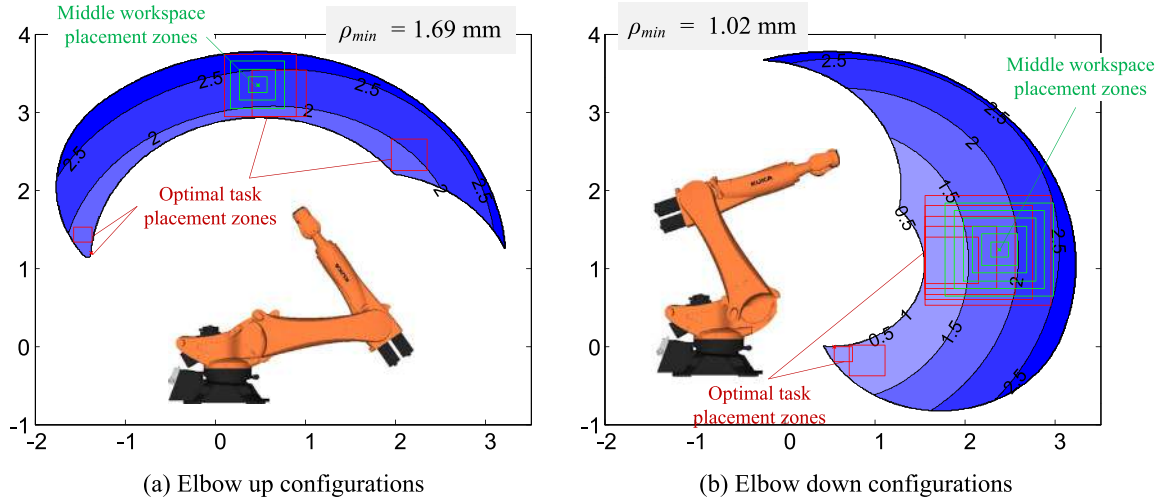 Middle workspace
placement zones
ρmin = 1.69 mm
4
3
2
1
0
-1
-2
-1
0
1
2
3
2.5
2.5
2.5
2.5
2
2
2
Optimal task
placement zones
KUKA
(a) Elbow up configurations
ρmin = 1.02 mm
Middle workspace
placement zones
4
3
2
1
0
-1
0
1
2
3
2.5
2.5
2.5
2.5
2
2
1.5
1.5
1
0.5
0.5
KUKA
Optimal task
placement zones
(b) Elbow down configurations